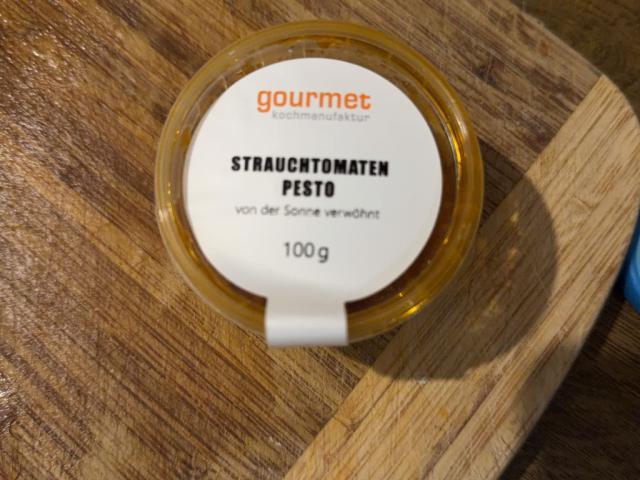 gourmet
kochmanufaktur
STRAUCHTOMATEN
PESTO
von der Sonne verwöhnt
100g